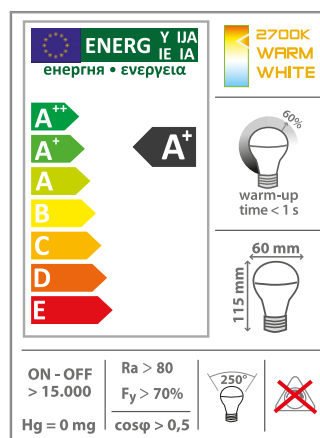 ENERG Y IJA
IE IA
енергия • ενεργεια
A++
A+
A
B
C
D
E
A+
2700K
WARM
WHITE
60%
warm-up
time < 1 s
60 mm
115 mm
ON - OFF
> 15.000
Hg = 0 mg
Ra > 80
Fy > 70%
cosφ > 0,5
250°